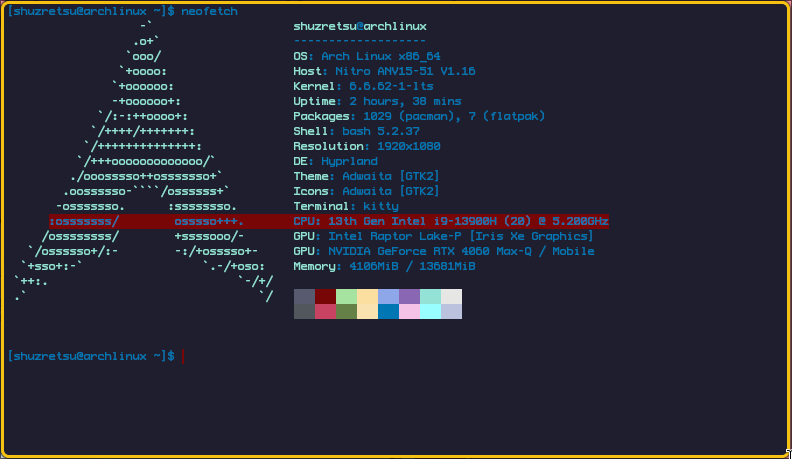 [shuzretsu@archlinux ~]$ neofetch
                   -`                    shuzretsu@archlinux
                  .o+`                   -------------------
                 `ooo/                   OS: Arch Linux x86_64
                `+oooo:                  Host: Nitro ANV15-51 V1.16
               `+oooooo:                 Kernel: 6.6.62-1-lts
               -+oooooo+:                Uptime: 2 hours, 38 mins
             `/:-:++oooo+:               Packages: 1029 (pacman), 7 (flatpak)
            `/++++/+++++++:              Shell: bash 5.2.37
           `/++++++++++++++:             Resolution: 1920x1080
          `/+++ooooooooooooo/`           DE: Hyprland
         ./ooosssso++osssssso+`          Theme: Adwaita [GTK2]
        .oossssso-````/ossssss+`         Icons: Adwaita [GTK2]
       -osssssso.      :ssssssso.        Terminal: kitty
      :osssssss/        osssso+++.       CPU: 13th Gen Intel i9-13900H (20) @ 5.200GHz
     /ossssssss/        +ssssooo/-       GPU: Intel Raptor Lake-P [Iris Xe Graphics]
   `/ossssso+/:-        -:/+osssso+-     GPU: NVIDIA GeForce RTX 4060 Max-Q / Mobile
  `+sso+:-`                 `.-/+oso:    Memory: 4106MiB / 13681MiB
 `++:.                           `-/+/
 .`                                 `/
[shuzretsu@archlinux ~]$